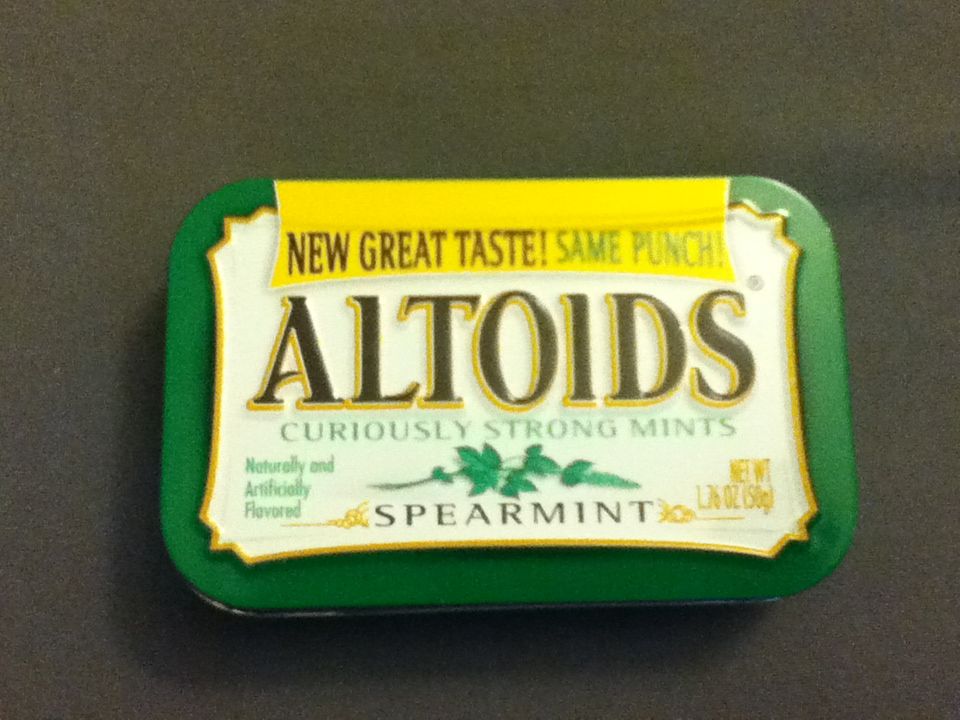 NEW GREAT TASTE! SAME PUNCH!
ALTOIDS®
CURIOUSLY STRONG MINTS
Naturally and
Artificially
Flavored
NET WT
1.76 OZ (50g)
SPEARMINT